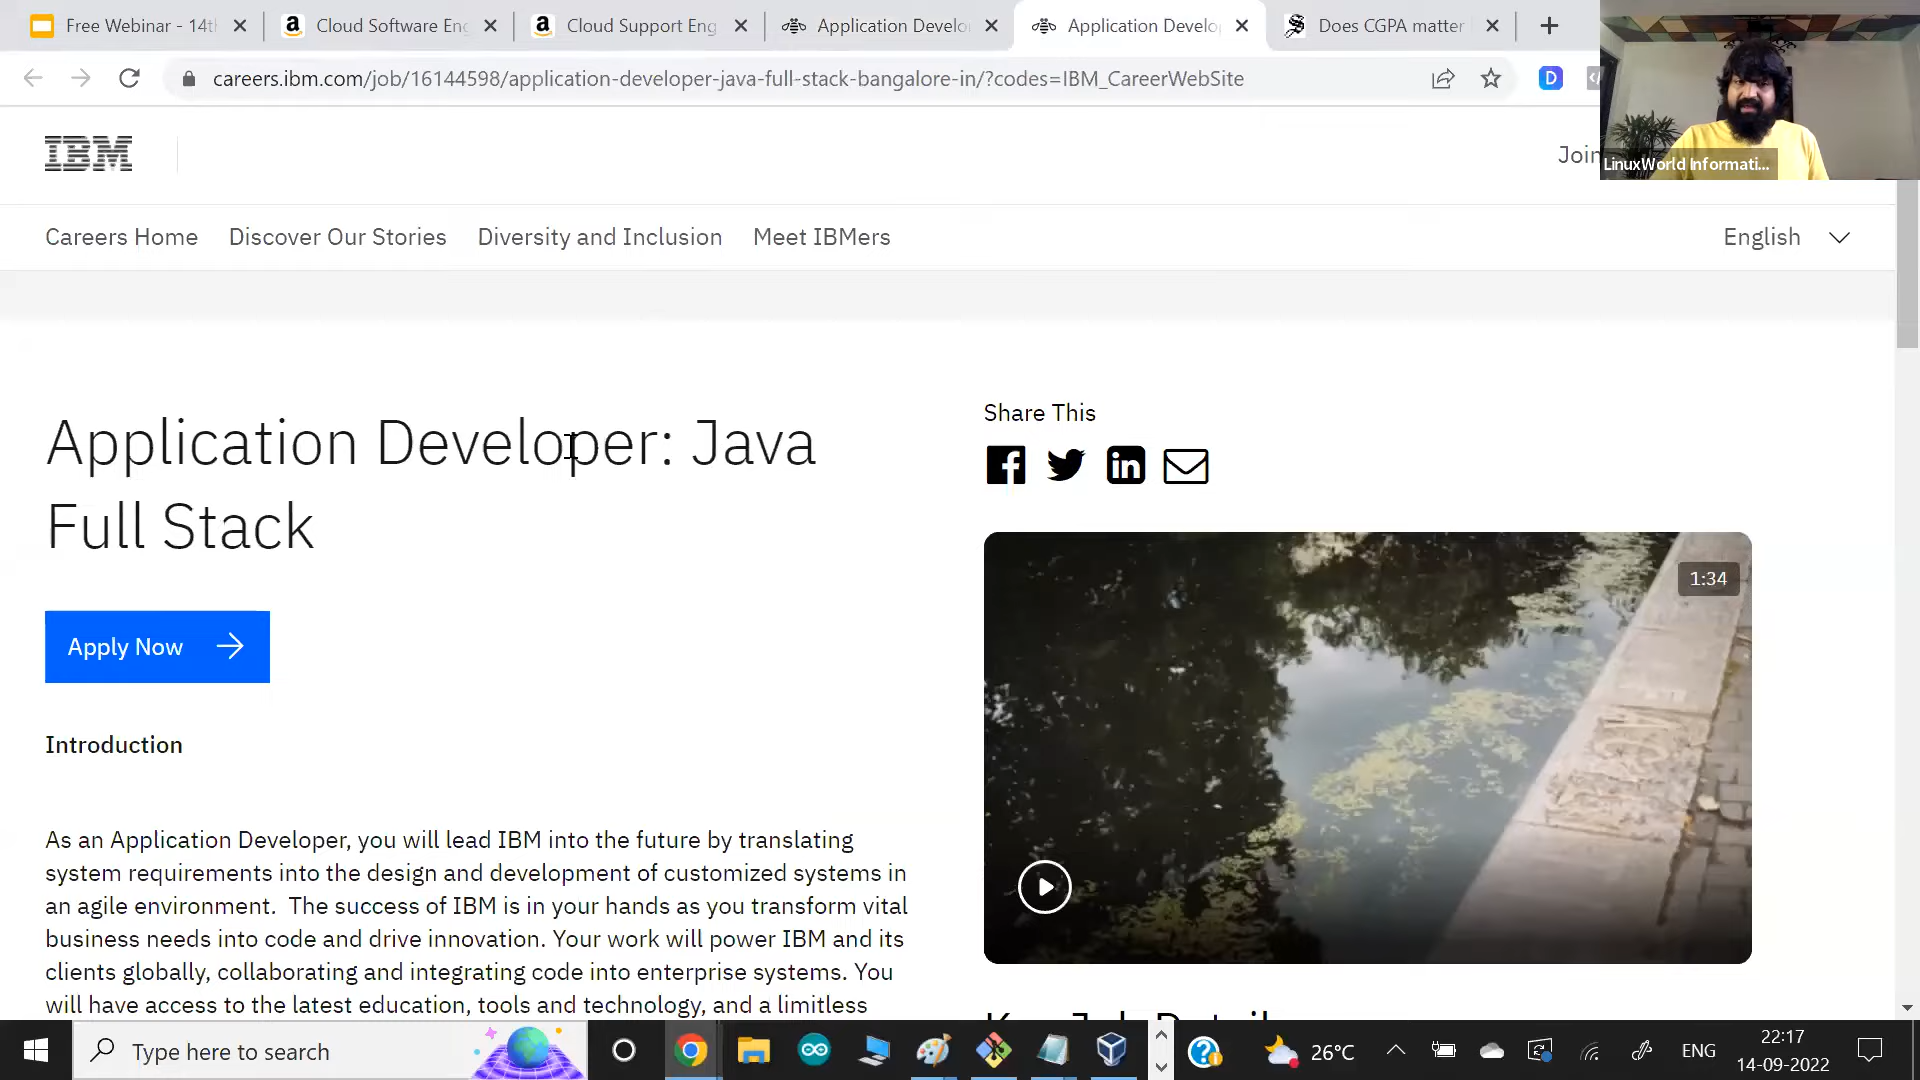 Free Webinar - 14th
Cloud Software Eng
Cloud Support Eng
Application Develo
Application Develo
Does CGPA matter
careers.ibm.com/job/16144598/application-developer-java-full-stack-bangalore-in/?codes=IBM_CareerWebSite
D
LinuxWorld Informati...
IBM
Join
Careers Home
Discover Our Stories
Diversity and Inclusion
Meet IBMers
English
Application Developer: Java
Full Stack
Share This
1:34
Apply Now
Introduction
As an Application Developer, you will lead IBM into the future by translating
system requirements into the design and development of customized systems in
an agile environment.  The success of IBM is in your hands as you transform vital
business needs into code and drive innovation. Your work will power IBM and its
clients globally, collaborating and integrating code into enterprise systems. You
will have access to the latest education, tools and technology, and a limitless
Type here to search
26°C
ENG
22:17
14-09-2022